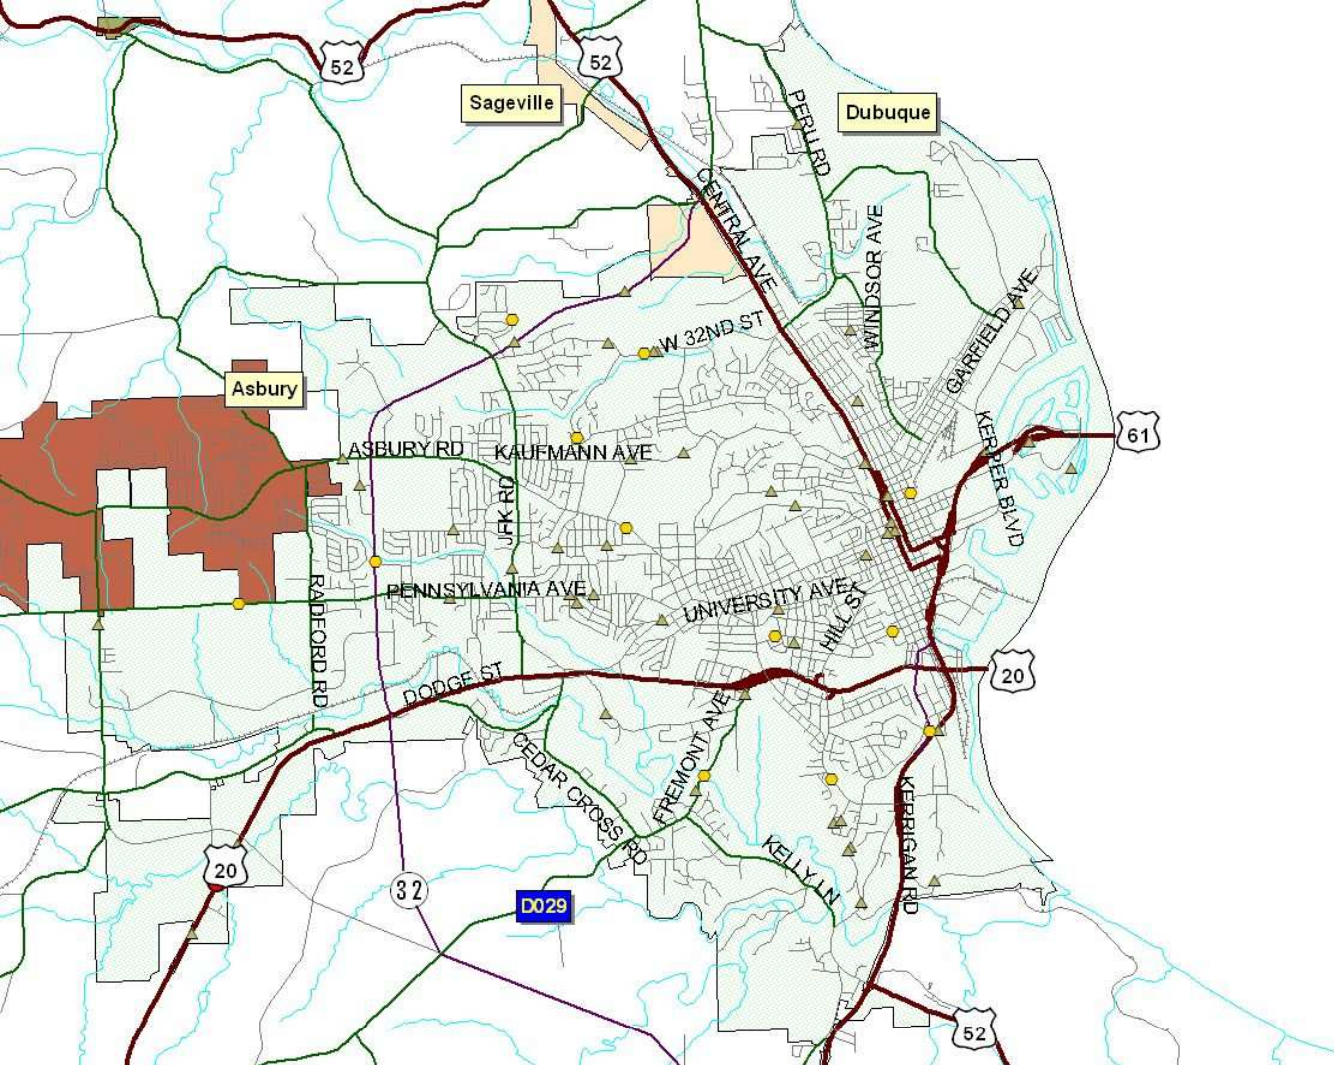 52
52
Sageville
Dubuque
PERU RD
CENTRAL AVE
WINDSOR AVE
GARFIELD AVE
W 32ND ST
Asbury
ASBURY RD
KAUFMANN AVE
KERPER BLVD
61
JFK RD
PENNSYLVANIA AVE
UNIVERSITY AVE
HILL ST
RADFORD RD
DODGE ST
20
FREMONT AVE
CEDAR CROSS RD
KERRIGAN RD
KELLY LN
20
32
D029
52